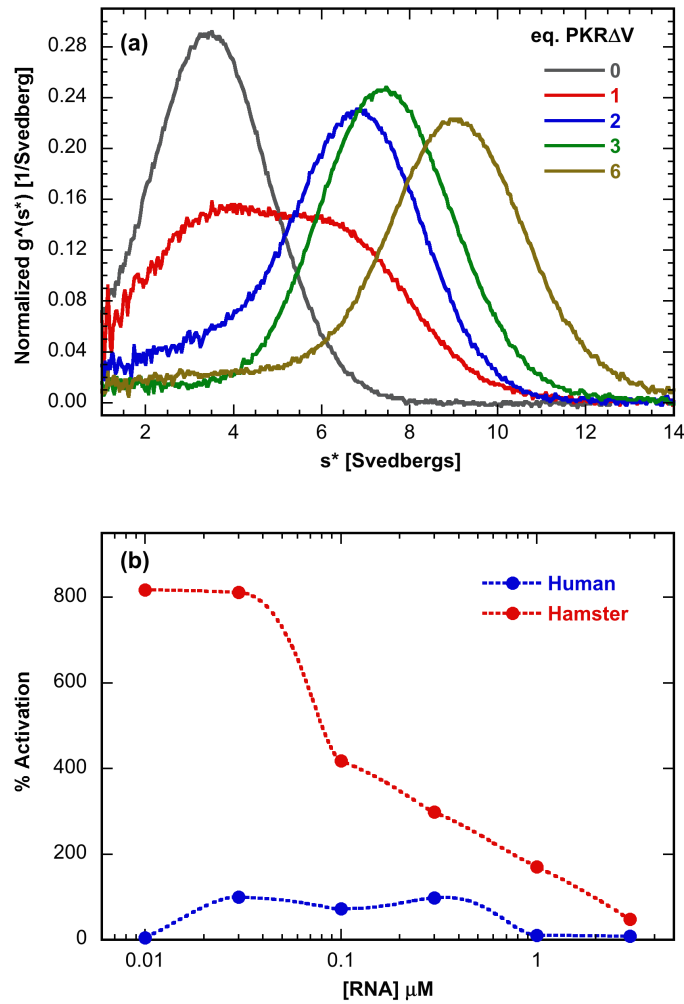 (a)
eq. PKRΔV
0
1
2
3
6
0.28
0.24
0.20
0.16
0.12
0.08
0.04
0.00
Normalized g^(s*) [1/Svedberg]
2 4 6 8 10 12 14
s* [Svedbergs]
(b)
Human
Hamster
800
600
400
200
0
% Activation
0.01 0.1 1
[RNA] μM